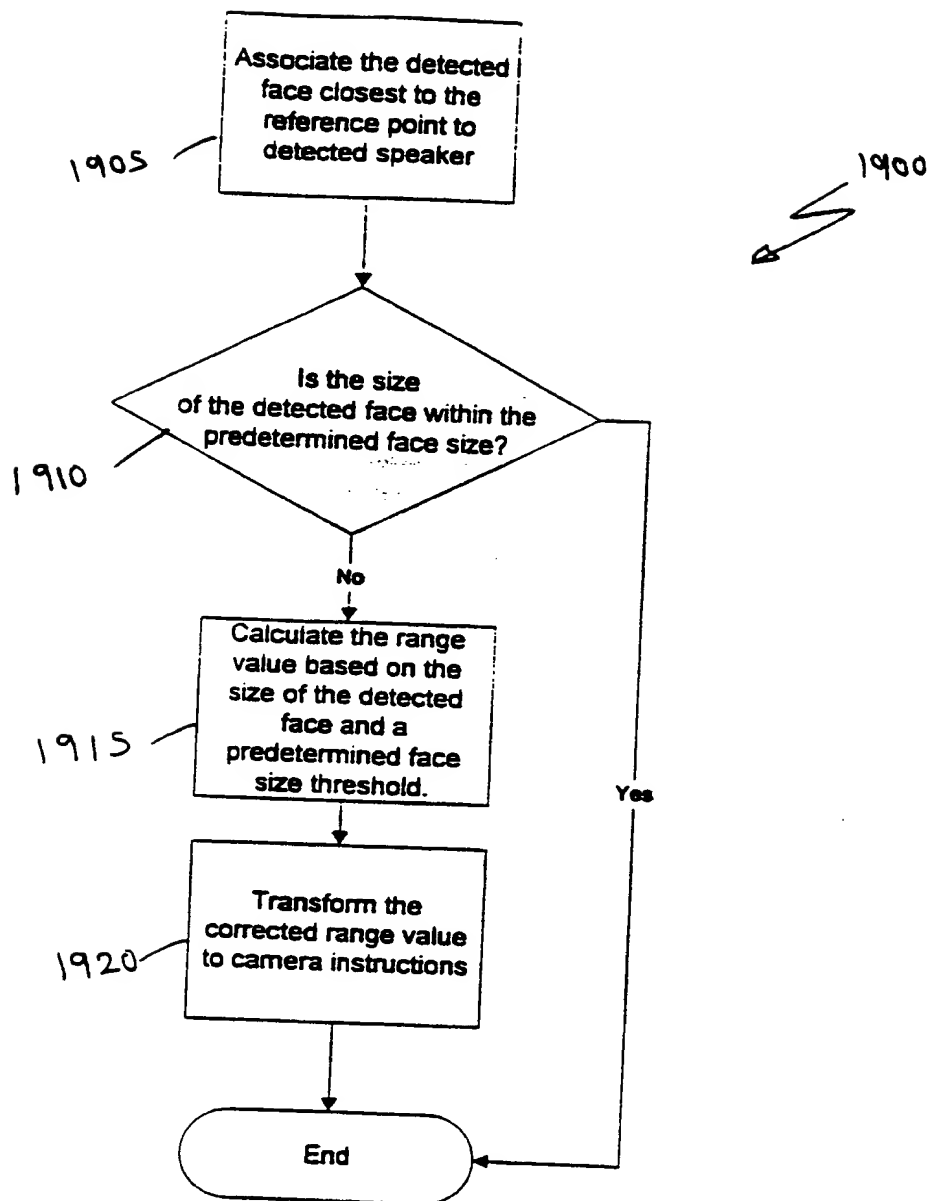 Associate the detected
face closest to the
reference point to
detected speaker
1905
1900
Is the size
of the detected face within the
predetermined face size?
1910
No
Calculate the range
value based on the
size of the detected
face and a
predetermined face
size threshold.
1915
Yes
Transform the
corrected range value
to camera instructions
1920
End